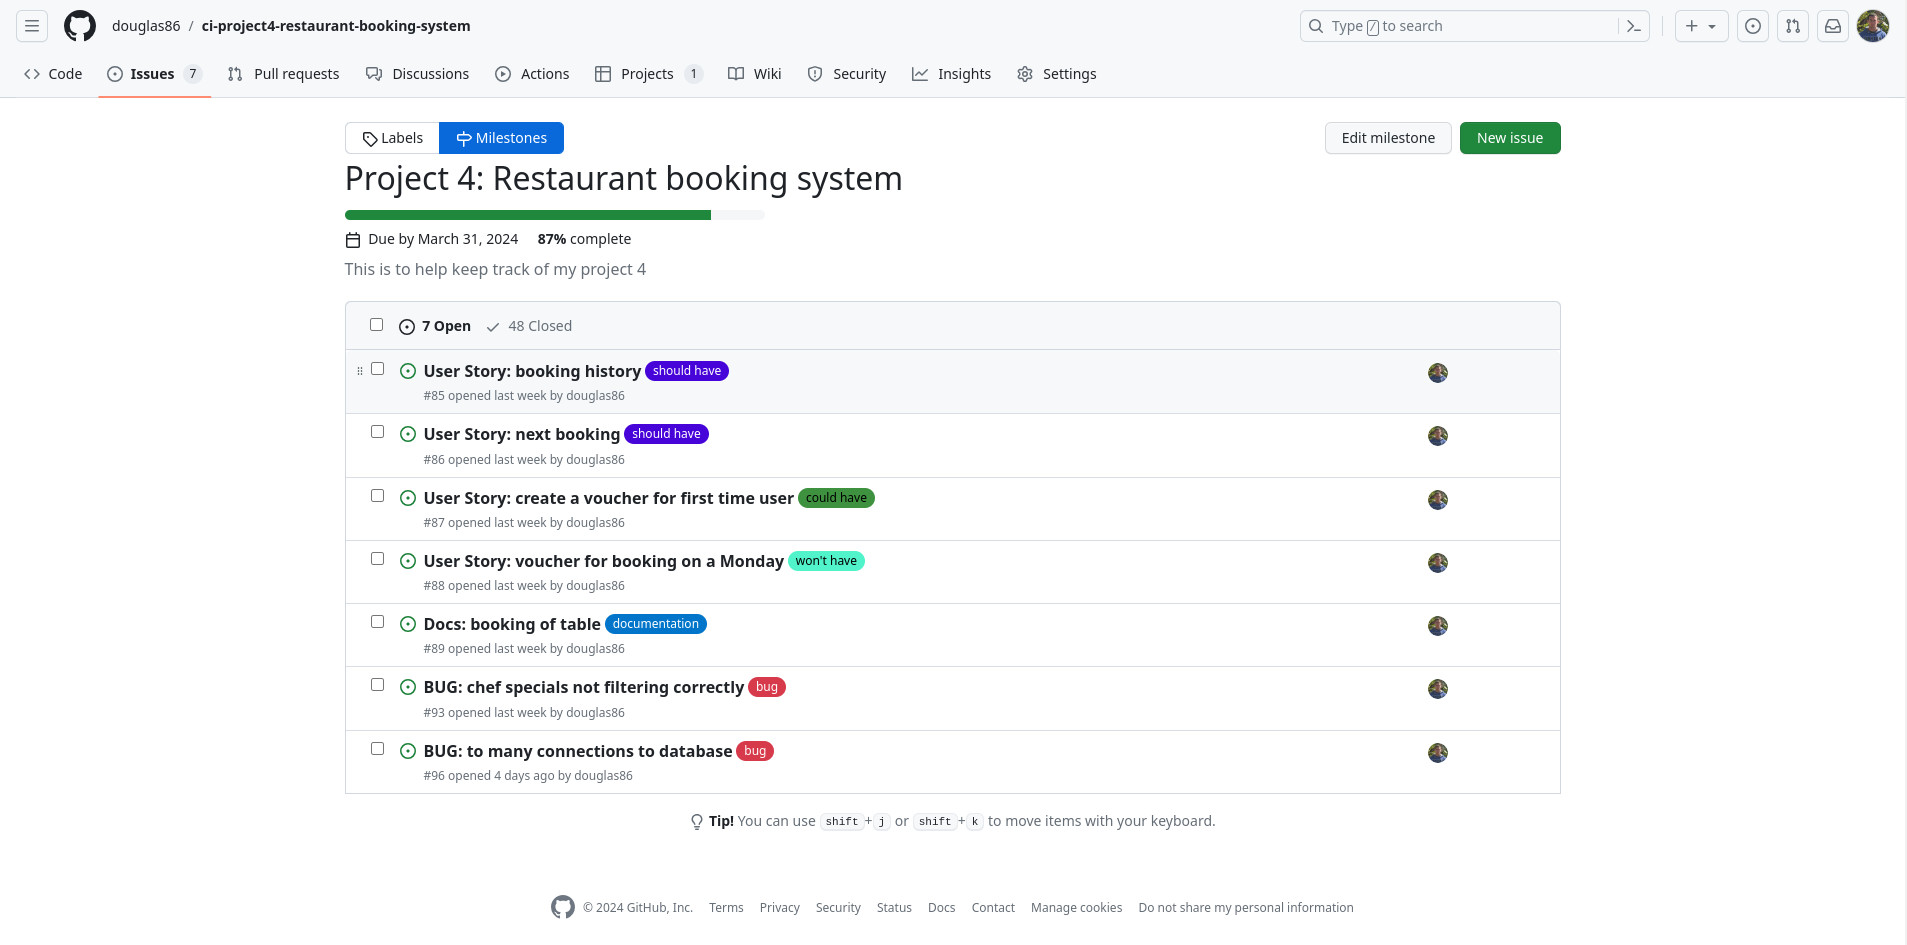 douglas86 / ci-project4-restaurant-booking-system
Type / to search
Code Issues 7 Pull requests Discussions Actions Projects 1 Wiki Security Insights Settings
Labels Milestones Edit milestone New issue
Project 4: Restaurant booking system
Due by March 31, 2024 87% complete
This is to help keep track of my project 4
7 Open 48 Closed
User Story: booking history should have
#85 opened last week by douglas86
User Story: next booking should have
#86 opened last week by douglas86
User Story: create a voucher for first time user could have
#87 opened last week by douglas86
User Story: voucher for booking on a Monday won't have
#88 opened last week by douglas86
Docs: booking of table documentation
#89 opened last week by douglas86
BUG: chef specials not filtering correctly bug
#93 opened last week by douglas86
BUG: to many connections to database bug
#96 opened 4 days ago by douglas86
Tip! You can use shift+j or shift+k to move items with your keyboard.
© 2024 GitHub, Inc. Terms Privacy Security Status Docs Contact Manage cookies Do not share my personal information